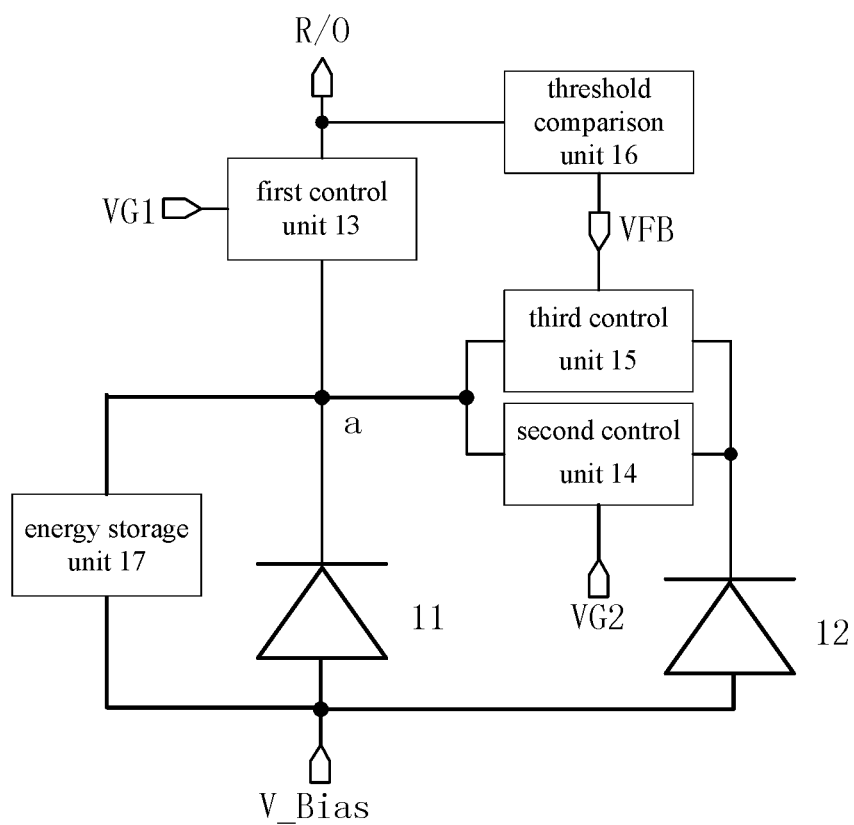 R/O
threshold
comparison
unit 16
VG1
first control
unit 13
VFB
third control
unit 15
a
second control
unit 14
energy storage
unit 17
11
VG2
12
V_Bias